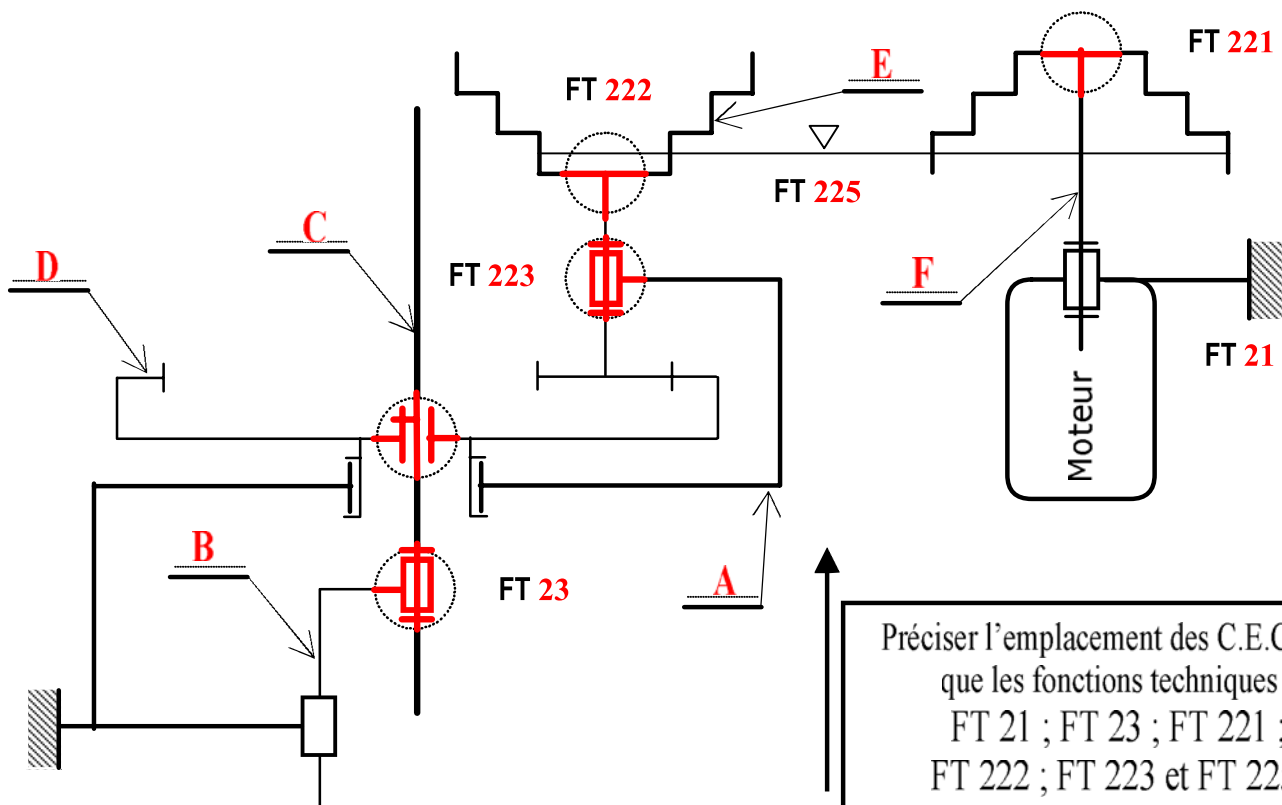 FT 221
E
FT 222
FT 225
C
D
FT 223
F
FT 21
Moteur
B
FT 23
A
Préciser l'emplacement des C.E.C
que les fonctions techniques
FT 21 ; FT 23 ; FT 221 ;
FT 222 ; FT 223 et FT 22